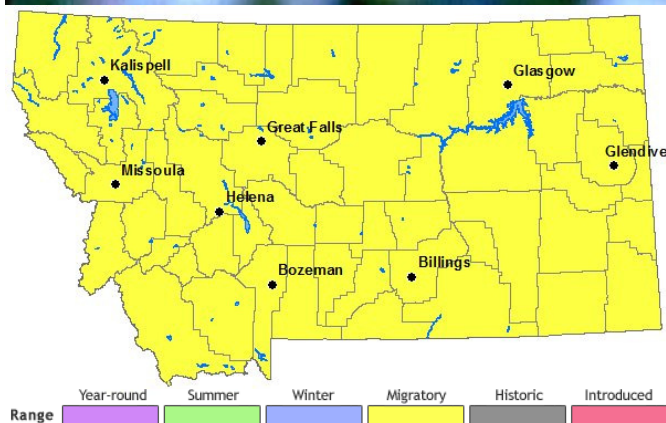 Kalispell
Glasgow
Great Falls
Glendive
Missoula
Helena
Bozeman
Billings
Year-round Summer Winter Migratory Historic Introduced
Range